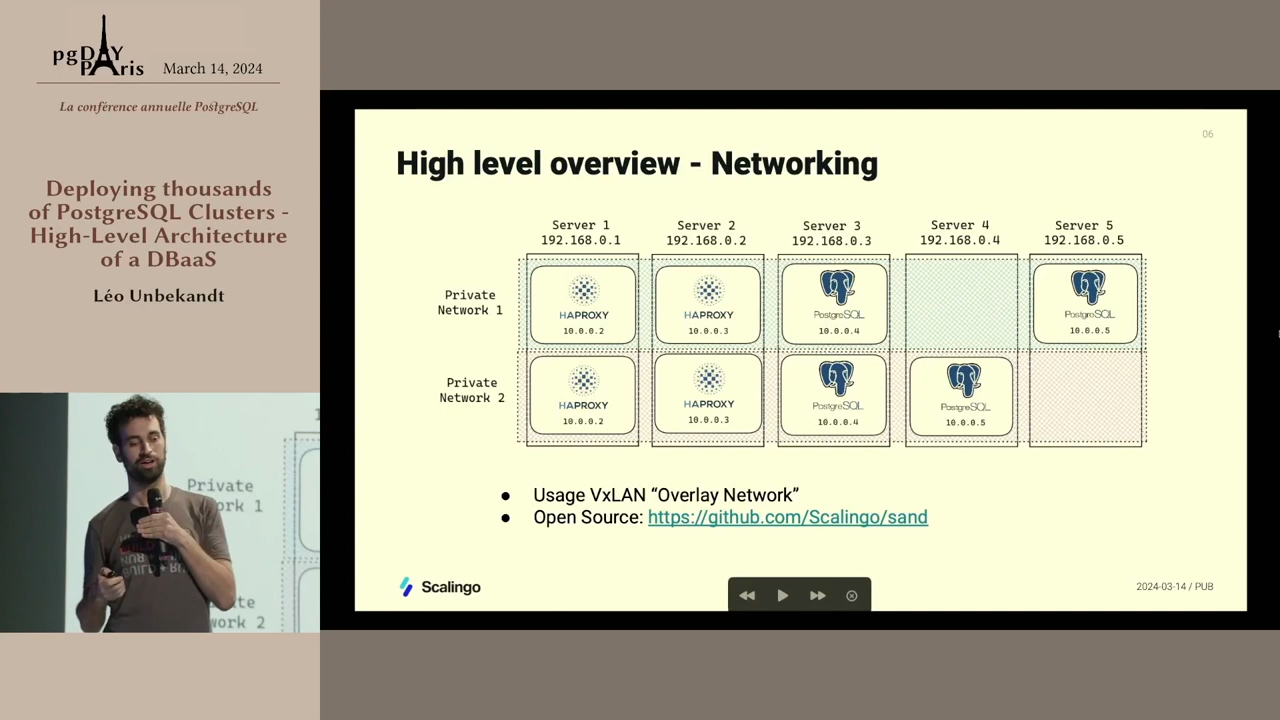 pgDAY
Paris
March 14, 2024
La conférence annuelle PostgreSQL
Deploying thousands
of PostgreSQL Clusters -
High-Level Architecture
of a DBaaS
Léo Unbekandt
06
High level overview - Networking
Server 1
192.168.0.1
Server 2
192.168.0.2
Server 3
192.168.0.3
Server 4
192.168.0.4
Server 5
192.168.0.5
Private
Network 1
HAPROXY
10.0.0.2
HAPROXY
10.0.0.3
PostgreSQL
10.0.0.4
PostgreSQL
10.0.0.5
Private
Network 2
HAPROXY
10.0.0.2
HAPROXY
10.0.0.3
PostgreSQL
10.0.0.4
PostgreSQL
10.0.0.5
● Usage VxLAN “Overlay Network”
● Open Source: https://github.com/Scalingo/sand
Scalingo
2024-03-14 / PUB
Private
ork 1
te
work 2